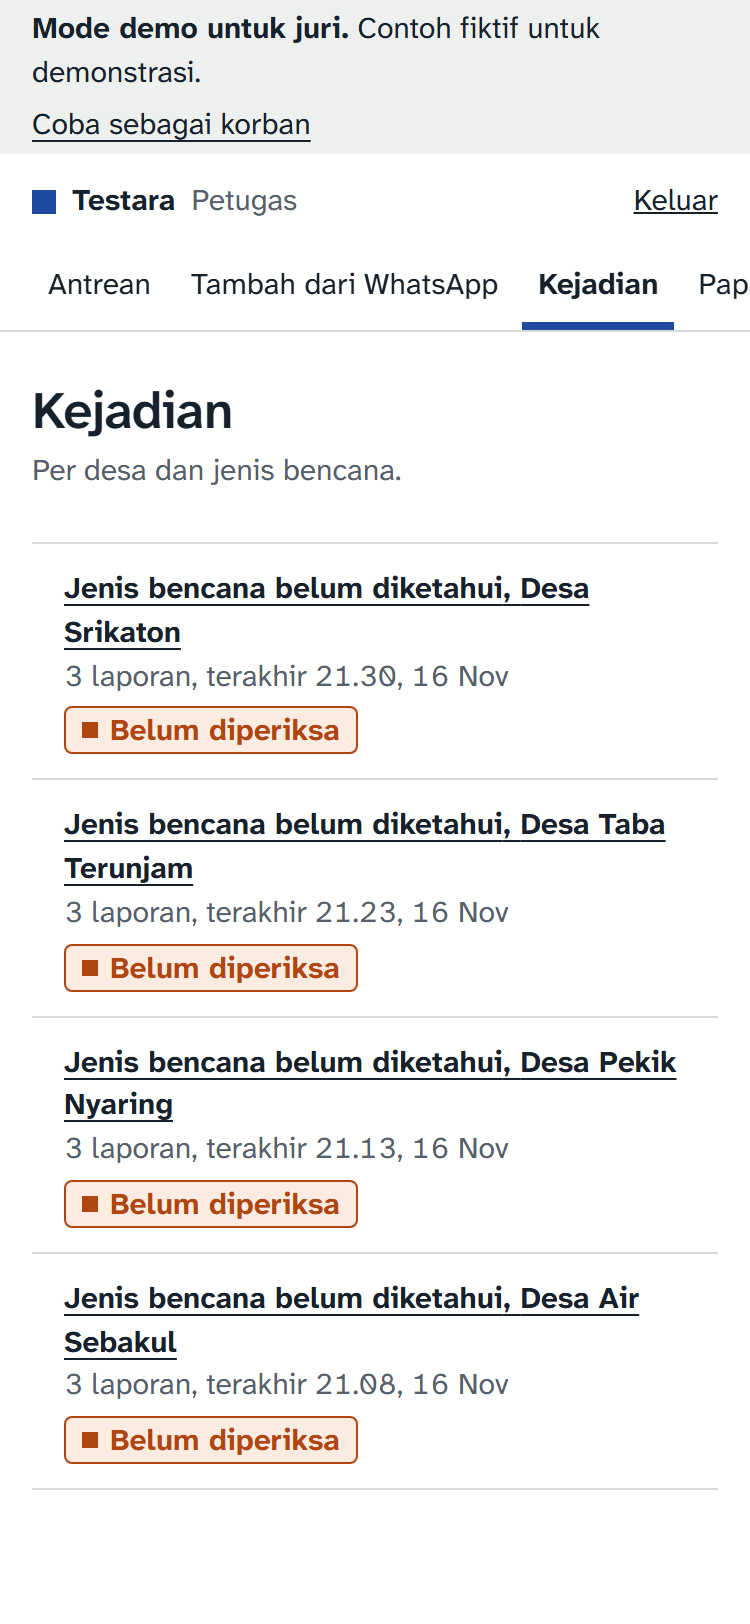 Mode demo untuk juri. Contoh fiktif untuk
demonstrasi.
Coba sebagai korban
Testara Petugas Keluar
Antrean Tambah dari WhatsApp Kejadian
Kejadian
Per desa dan jenis bencana.
Jenis bencana belum diketahui, Desa
Srikaton
3 laporan, terakhir 21.30, 16 Nov
Belum diperiksa
Jenis bencana belum diketahui, Desa Taba
Terunjam
3 laporan, terakhir 21.23, 16 Nov
Belum diperiksa
Jenis bencana belum diketahui, Desa Pekik
Nyaring
3 laporan, terakhir 21.13, 16 Nov
Belum diperiksa
Jenis bencana belum diketahui, Desa Air
Sebakul
3 laporan, terakhir 21.08, 16 Nov
Belum diperiksa